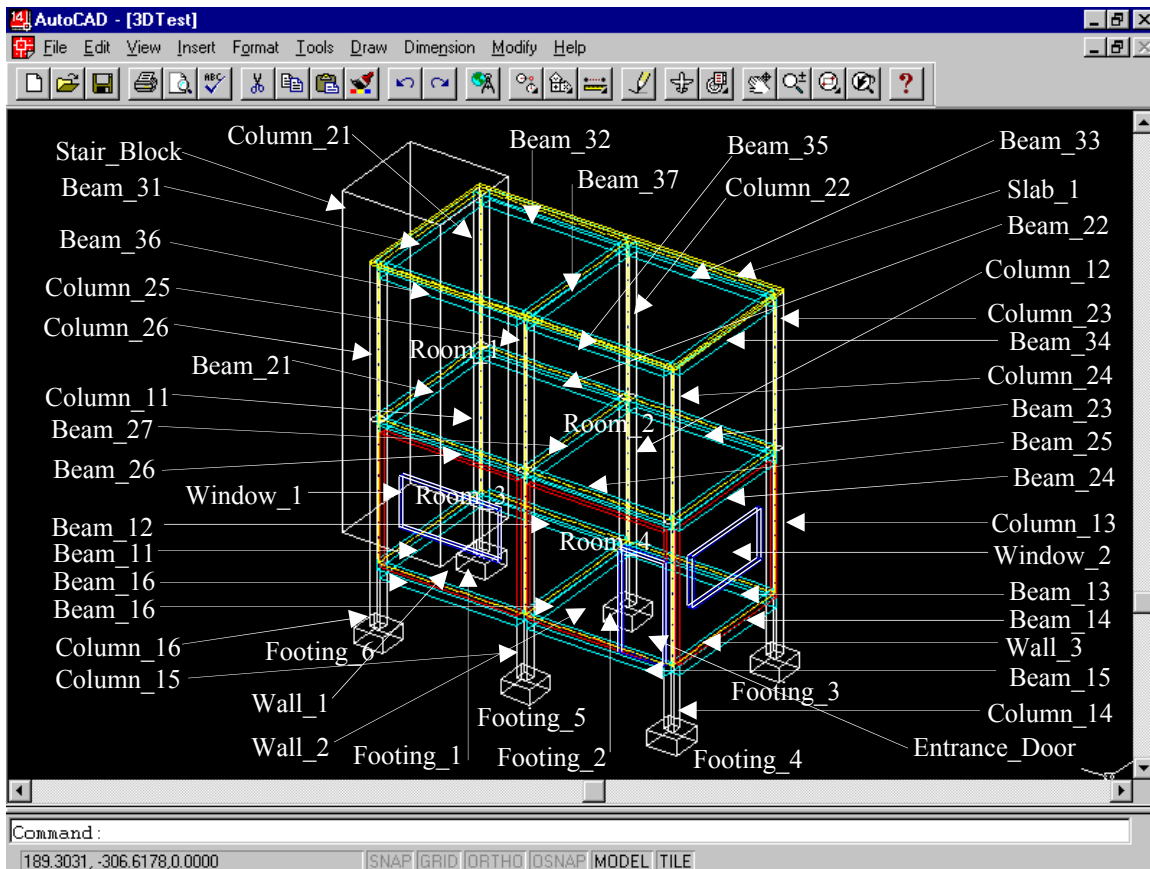 AutoCAD - [3DTest]
File Edit View Insert Format Tools Draw Dimension Modify Help
Stair_Block
Column_21
Beam_32
Beam_35
Beam_33
Beam_31
Beam_37
Column_22
Slab_1
Beam_36
Beam_22
Column_25
Column_12
Column_26
Column_23
Room_1
Beam_34
Beam_21
Column_24
Column_11
Beam_23
Beam_27
Room_2
Beam_25
Beam_26
Beam_24
Window_1
Room_3
Column_13
Beam_12
Room_4
Window_2
Beam_11
Beam_16
Beam_13
Beam_16
Beam_14
Column_16
Footing_6
Wall_3
Column_15
Beam_15
Wall_1
Footing_5
Footing_3
Column_14
Wall_2
Footing_1
Footing_2
Footing_4
Entrance_Door
Command:
189.3031, -306.6178,0.0000 SNAP GRID ORTHO OSNAP MODEL TILE